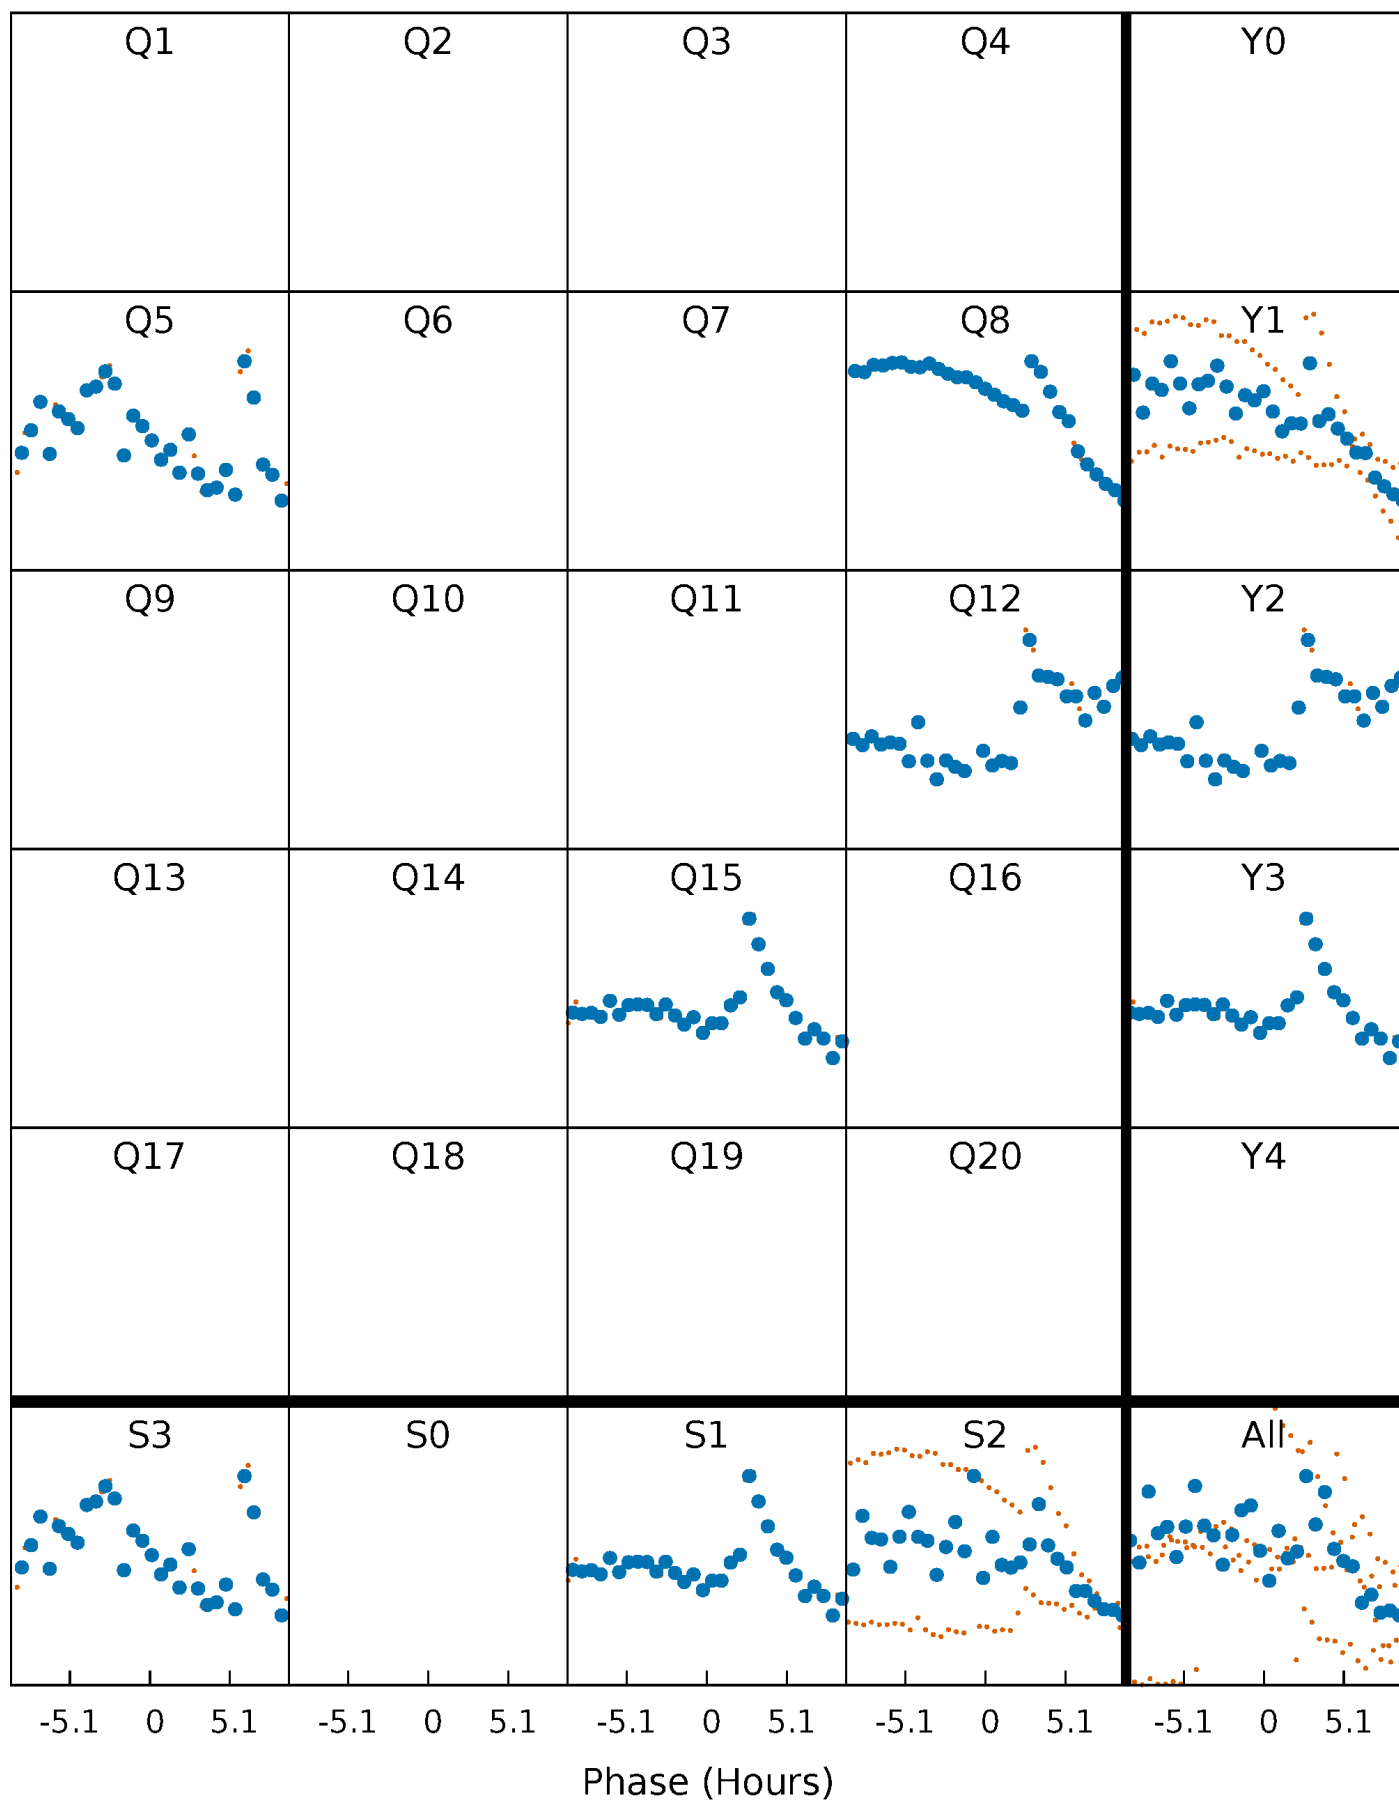 Q1 Q2 Q3 Q4 Y0
Q5 Q6 Q7 Q8 Y1
Q9 Q10 Q11 Q12 Y2
Q13 Q14 Q15 Q16 Y3
Q17 Q18 Q19 Q20 Y4
S3 S0 S1 S2 All
-5.1 0 5.1 -5.1 0 5.1 -5.1 0 5.1 -5.1 0 5.1 -5.1 0 5.1
Phase (Hours)